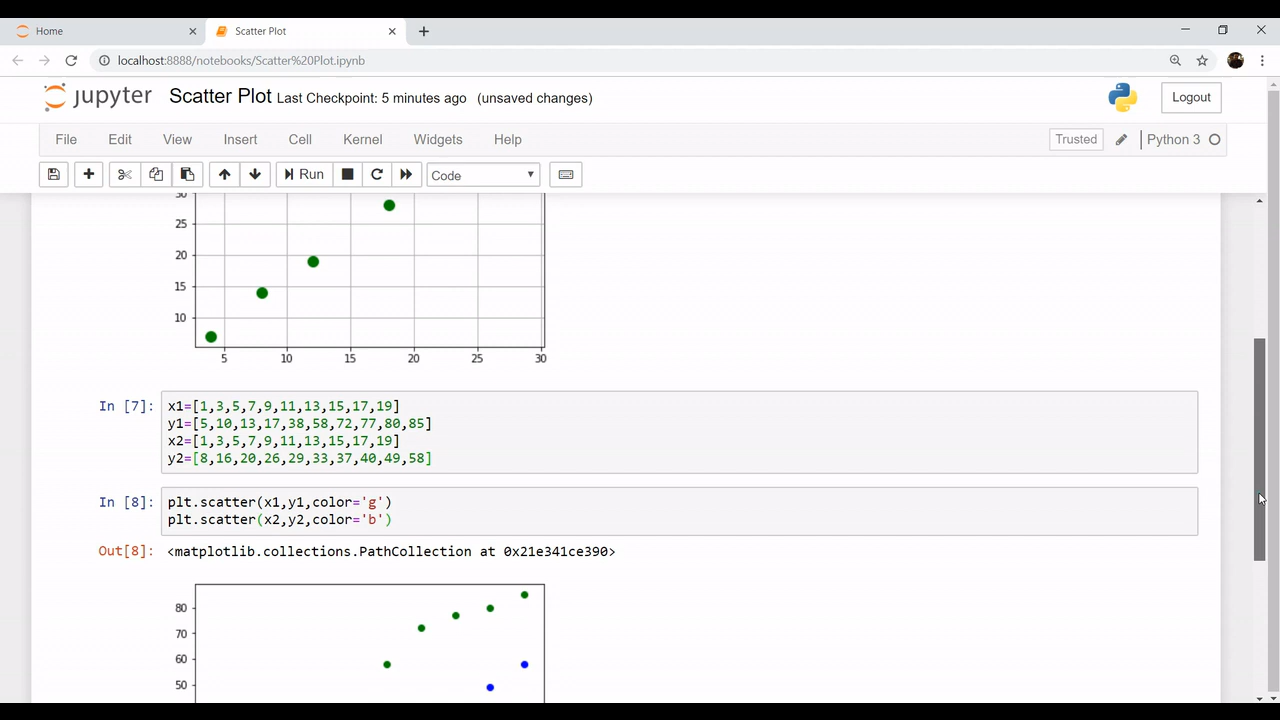 Home
Scatter Plot
localhost:8888/notebooks/Scatter%20Plot.ipynb
jupyter Scatter Plot Last Checkpoint: 5 minutes ago (unsaved changes)
Logout
File Edit View Insert Cell Kernel Widgets Help
Trusted Python 3
Run Code
30
25
20
15
10
5 10 15 20 25 30
In [7]: x1=[1,3,5,7,9,11,13,15,17,19]
y1=[5,10,13,17,38,58,72,77,80,85]
x2=[1,3,5,7,9,11,13,15,17,19]
y2=[8,16,20,26,29,33,37,40,49,58]
In [8]: plt.scatter(x1,y1,color='g')
plt.scatter(x2,y2,color='b')
Out[8]: <matplotlib.collections.PathCollection at 0x21e341ce390>
80
70
60
50